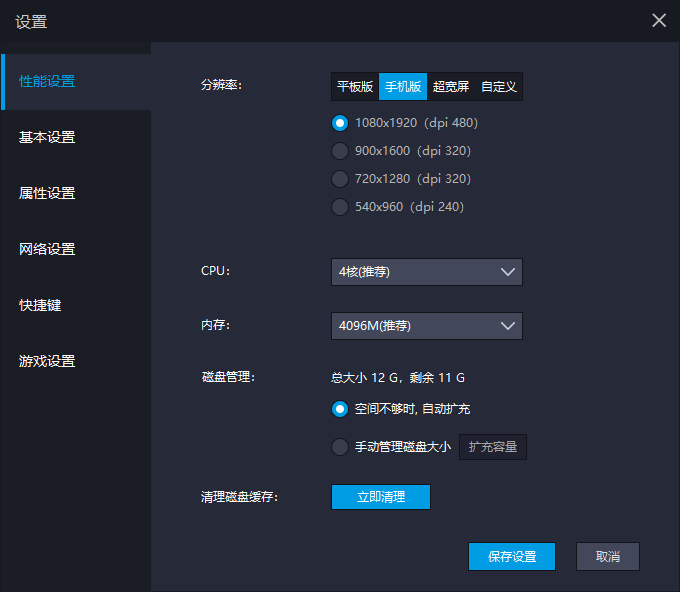 设置
性能设置
基本设置
属性设置
网络设置
快捷键
游戏设置
分辨率:
平板版 手机版 超宽屏 自定义
1080x1920（dpi 480）
900x1600（dpi 320）
720x1280（dpi 320）
540x960（dpi 240）
CPU:
4核(推荐)
内存:
4096M(推荐)
磁盘管理:
总大小 12 G，剩余 11 G
空间不够时, 自动扩充
手动管理磁盘大小 扩充容量
清理磁盘缓存:
立即清理
保存设置 取消